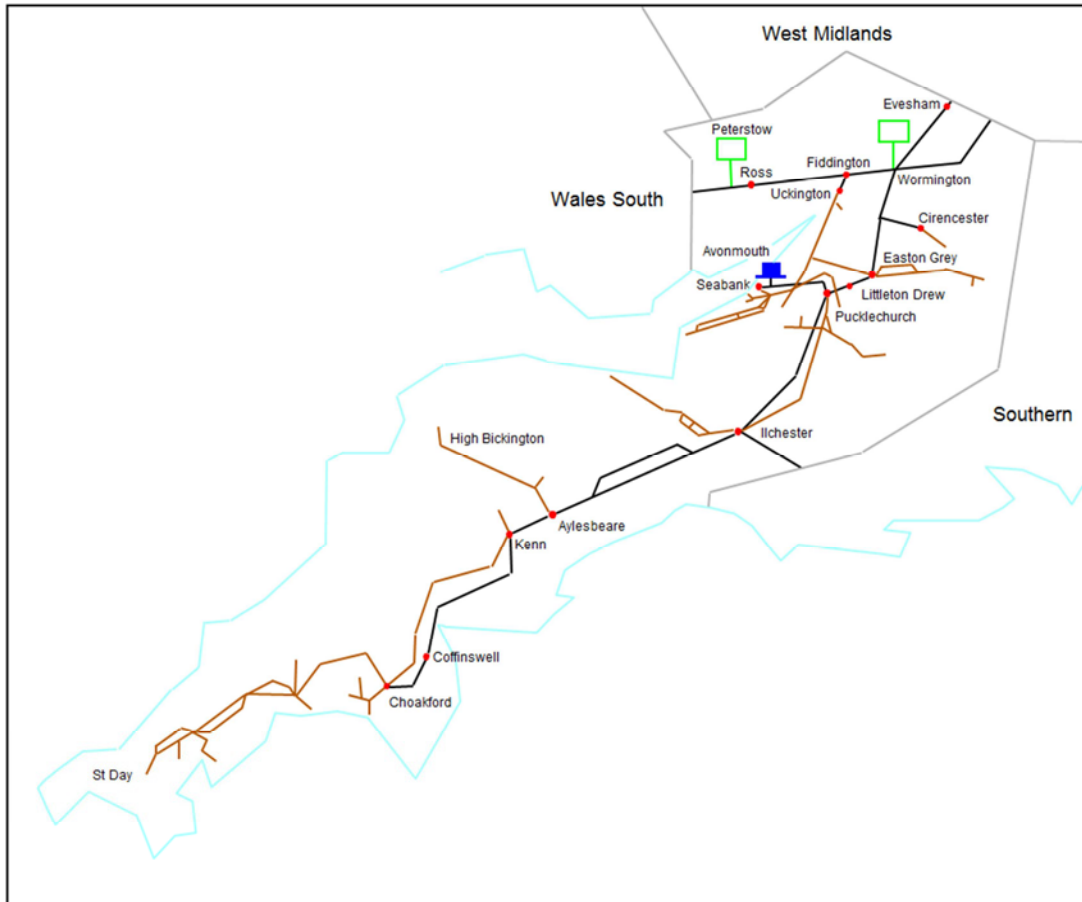 West Midlands
Evesham
Peterstow
Fiddington
Ross
Wormington
Uckington
Wales South
Cirencester
Avonmouth
Easton Grey
Seabank
Littleton Drew
Pucklechurch
Southern
Ilchester
High Bickington
Aylesbeare
Kenn
Coffinswell
Choakford
St Day